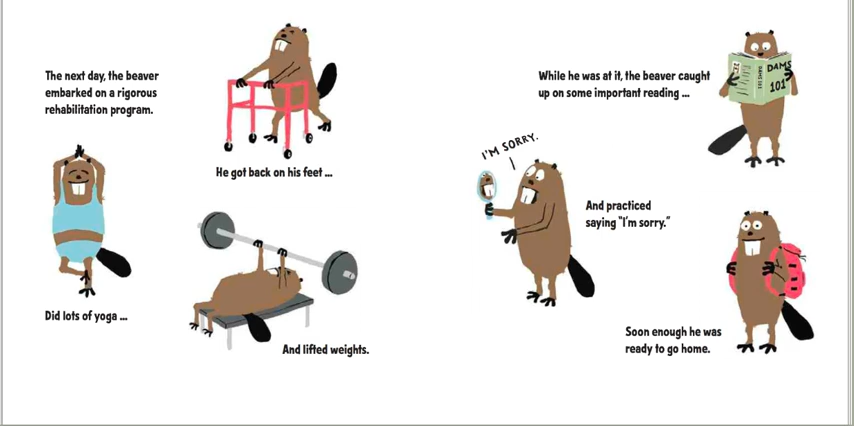 The next day, the beaver
embarked on a rigorous
rehabilitation program.
He got back on his feet ...
Did lots of yoga ...
And lifted weights.
While he was at it, the beaver caught
up on some important reading ...
DAMS
101
DAMS 101
I'M SORRY.
And practiced
saying "I'm sorry."
Soon enough he was
ready to go home.